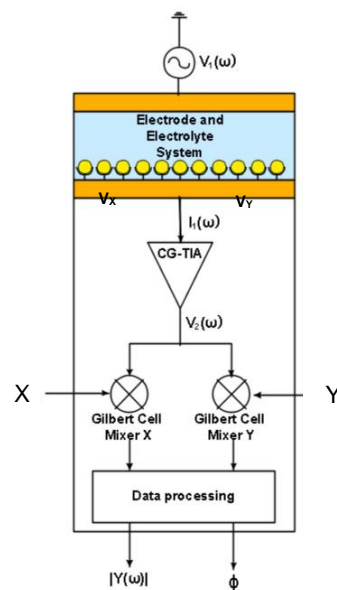 V₁(ω)
Electrode and
Electrolyte
System
Vₓ
Vᵧ
I₁(ω)
CG-TIA
V₂(ω)
X
Y
Gilbert Cell
Mixer X
Gilbert Cell
Mixer Y
Data processing
|Y(ω)|
ϕ